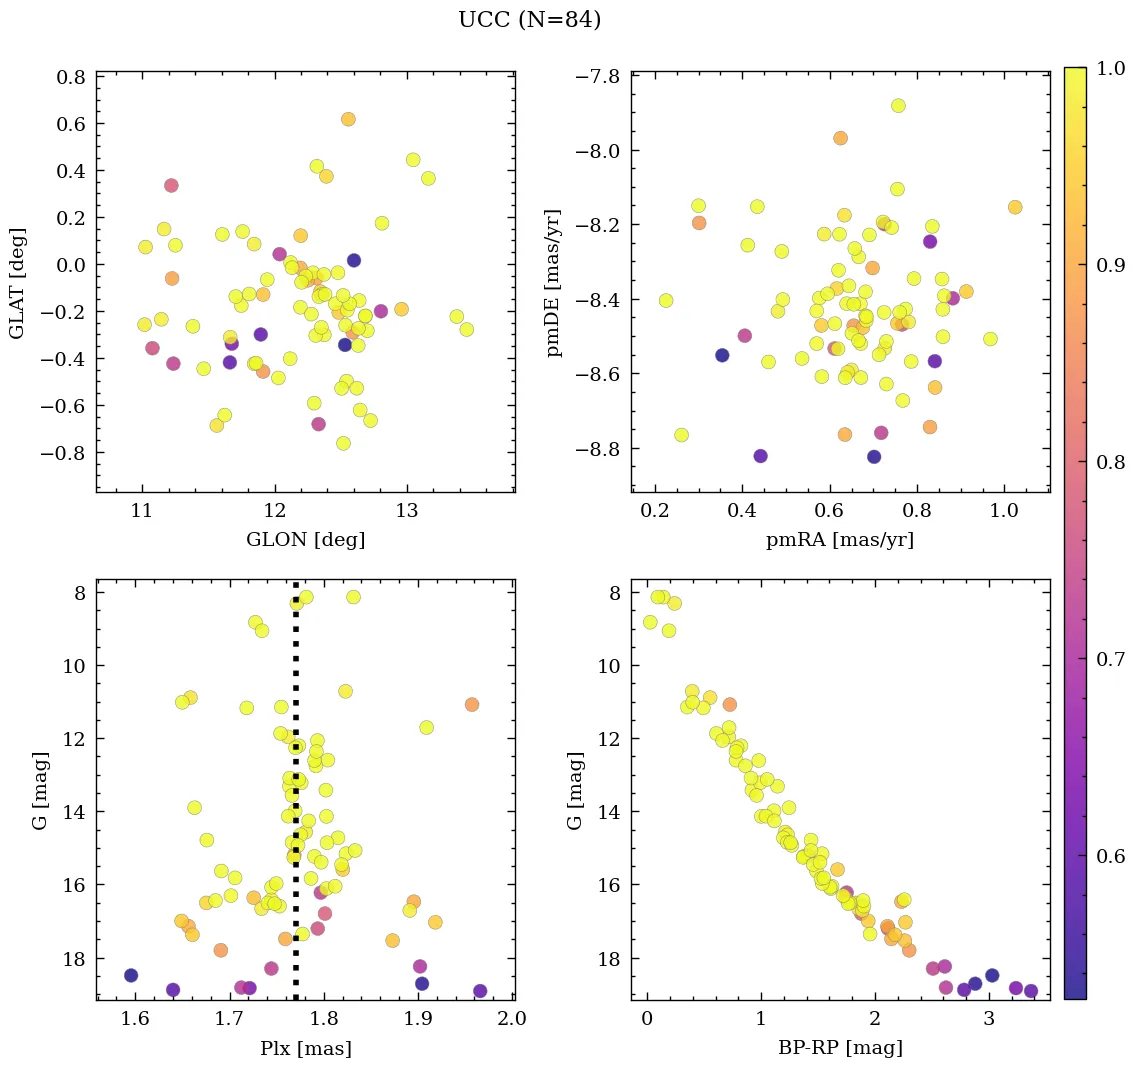 UCC (N=84)
0.8
0.6
0.4
0.2
0.0
−0.2
−0.4
−0.6
−0.8
GLAT [deg]
11 12 13
GLON [deg]
−7.8
−8.0
−8.2
−8.4
−8.6
−8.8
pmDE [mas/yr]
0.2 0.4 0.6 0.8 1.0
pmRA [mas/yr]
8
10
12
14
16
18
G [mag]
1.6 1.7 1.8 1.9 2.0
Plx [mas]
8
10
12
14
16
18
G [mag]
0 1 2 3
BP-RP [mag]
1.0
0.9
0.8
0.7
0.6